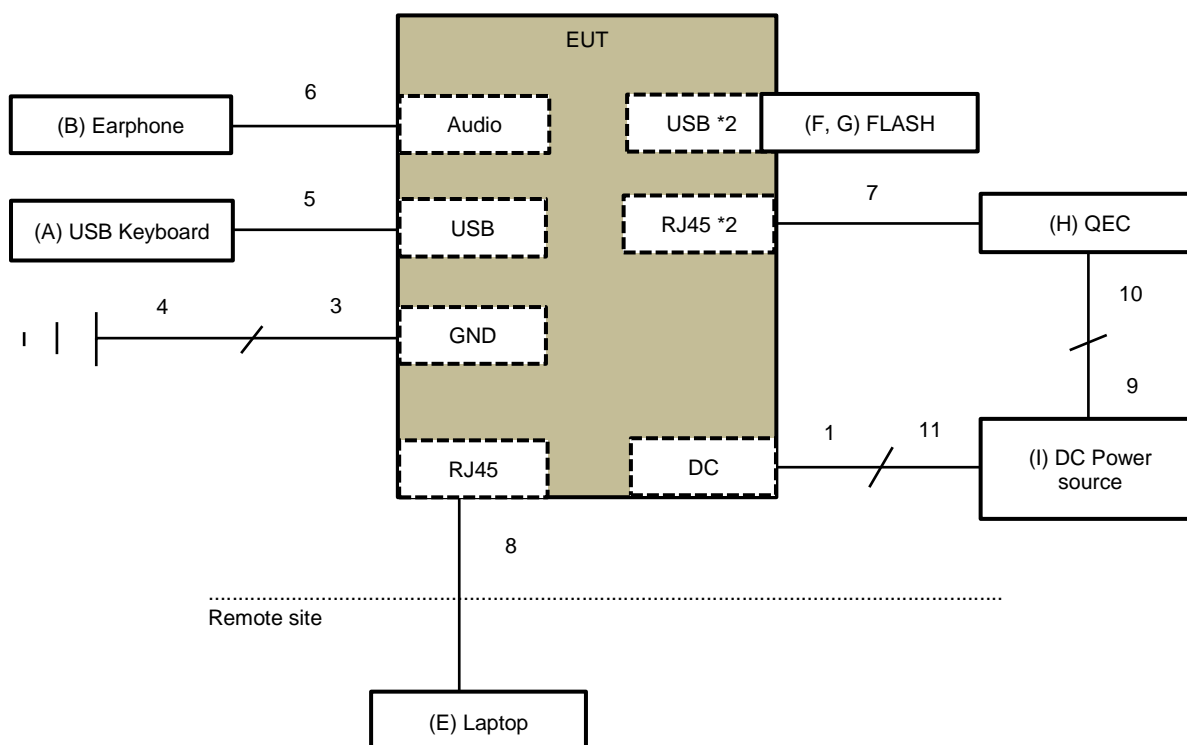 EUT
6
(B) Earphone
Audio
USB *2
(F, G) FLASH
5
7
(A) USB Keyboard
USB
RJ45 *2
(H) QEC
4
3
10
GND
9
1
11
RJ45
DC
(I) DC Power
source
8
Remote site
(E) Laptop